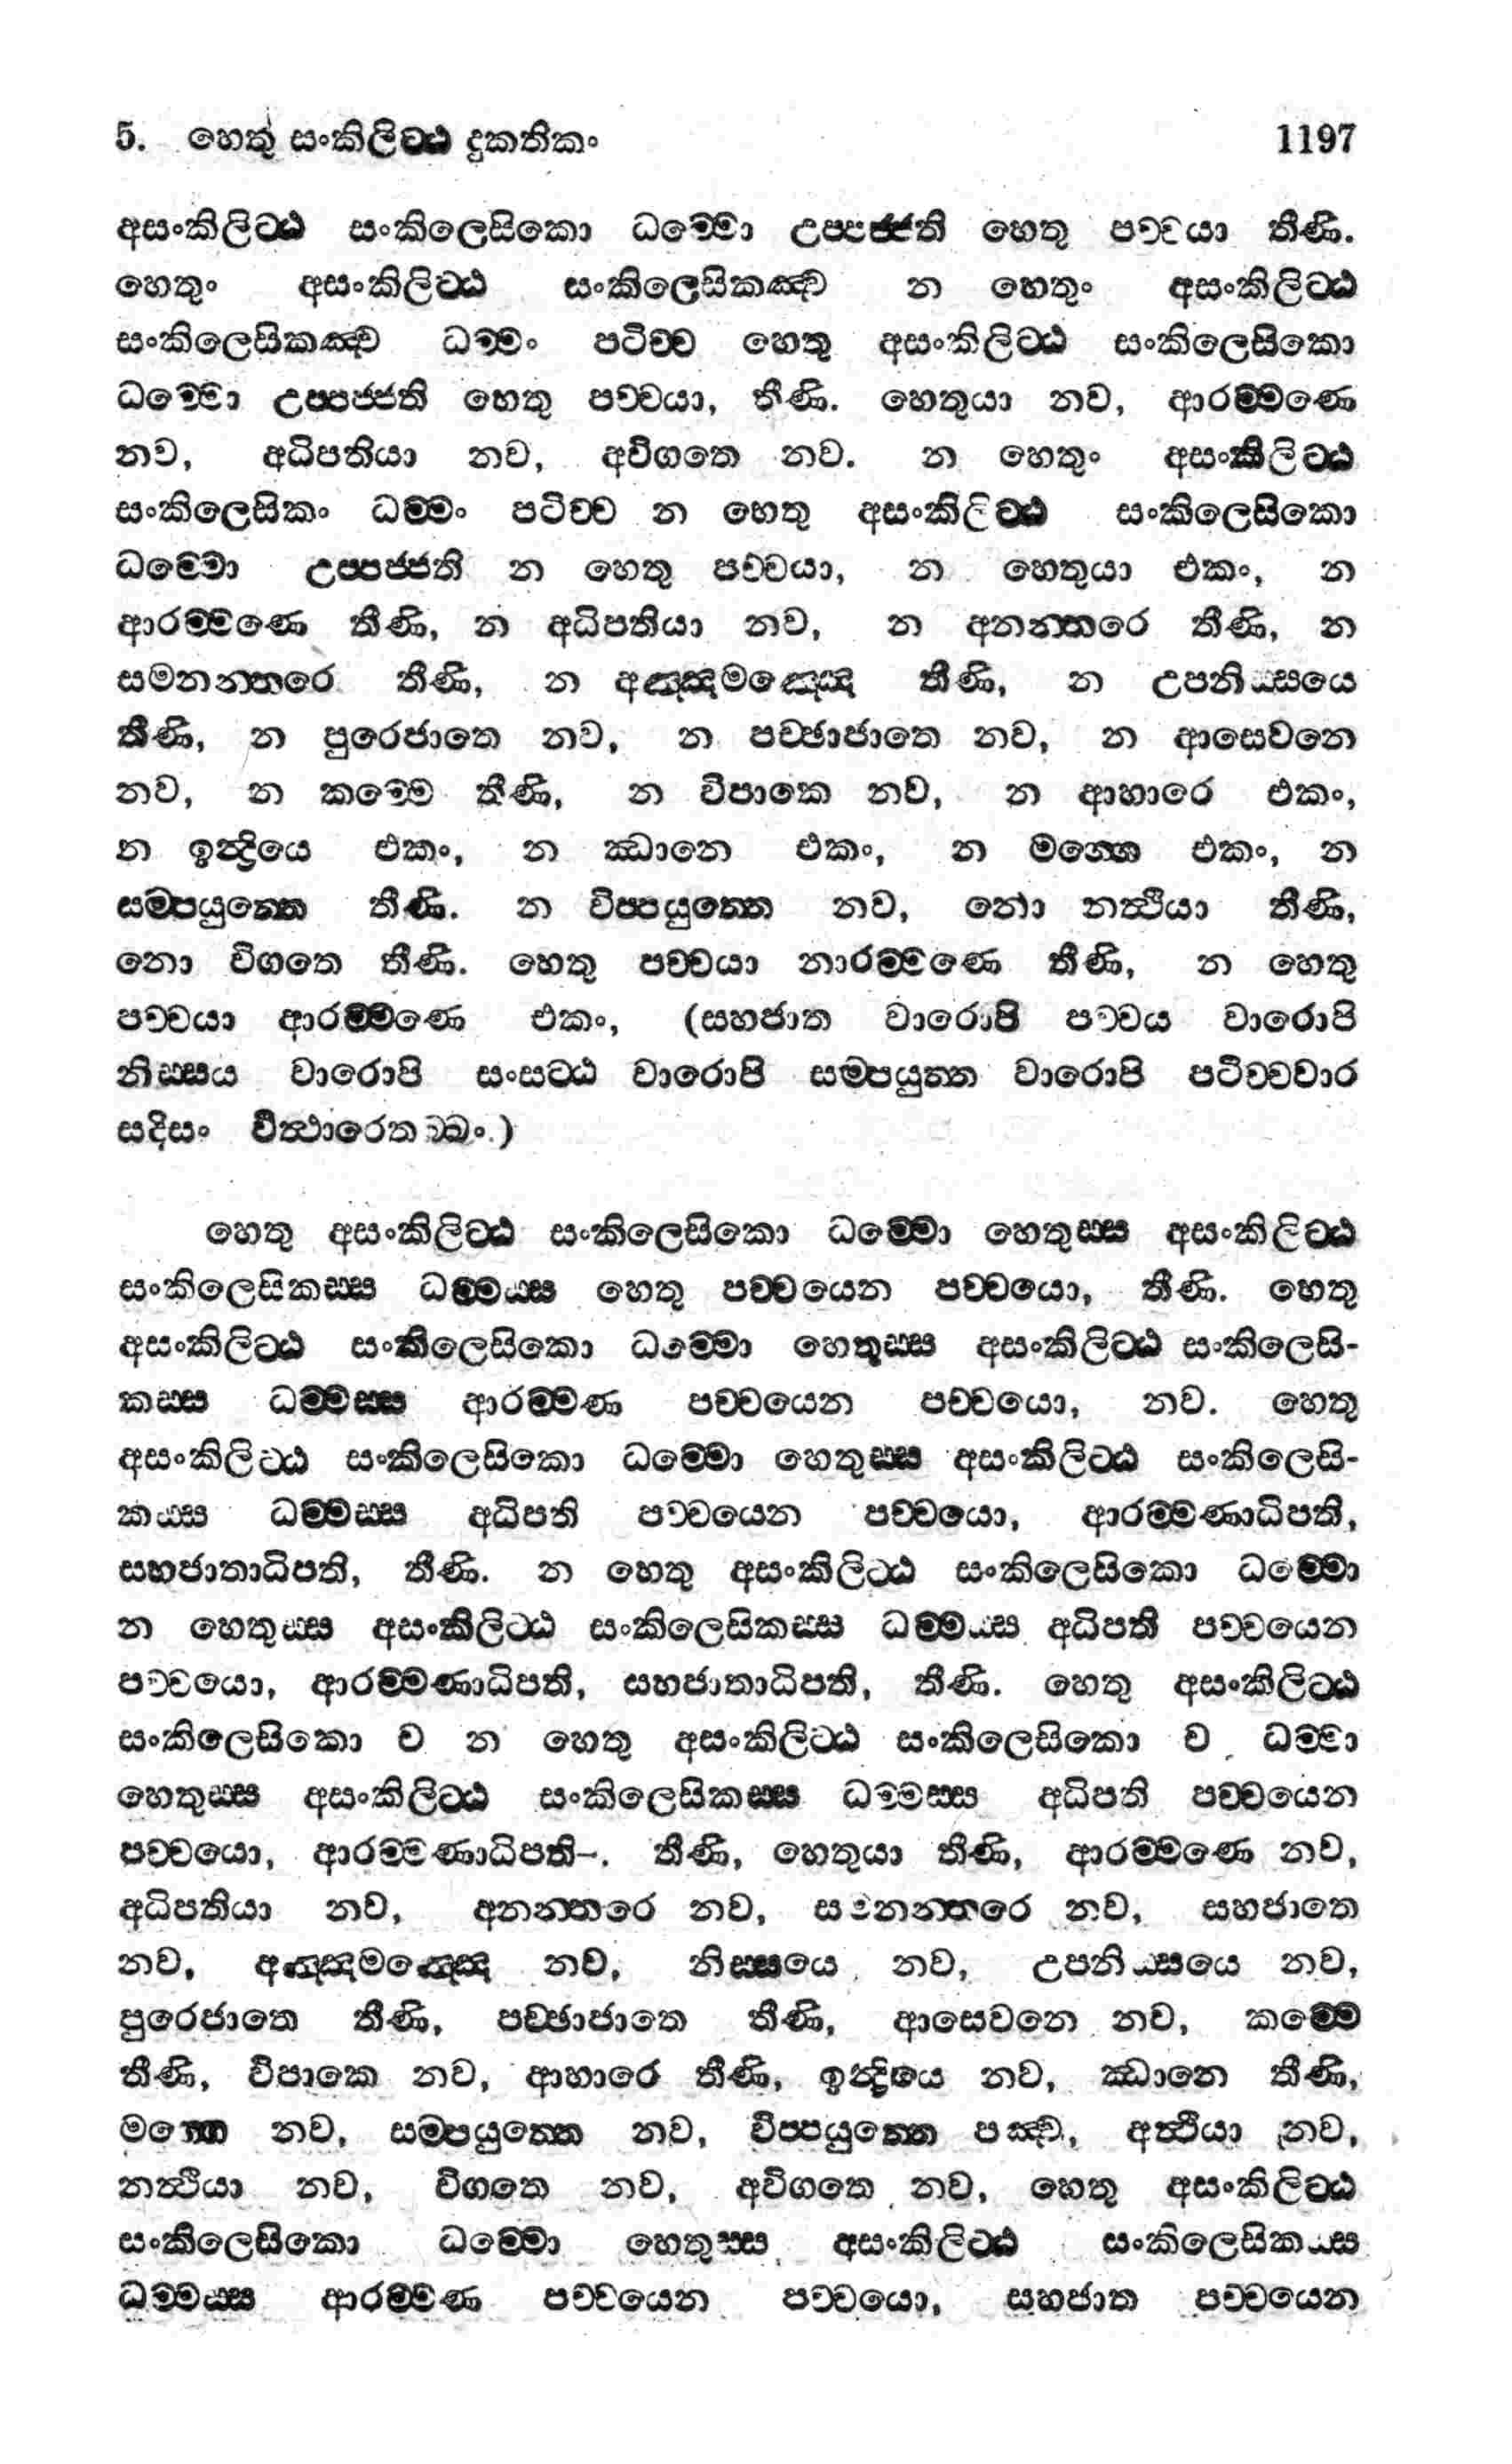 5. හෙතු සංකිලිට්ඨ දුකතිකං 1197
අසංකිලිට්ඨ සංකිලෙසිකො ධම්මො උප්පජ්ජති හෙතු පච්චයා තීණි.
හෙතුං අසංකිලිට්ඨ සංකිලෙසිකඤ්ච න හෙතුං අසංකිලිට්ඨ
සංකිලෙසිකඤ්ච ධම්මං පටිච්ච හෙතු අසංකිලිට්ඨ සංකිලෙසිකො
ධම්මො උප්පජ්ජති හෙතු පච්චයා, තීණි. හෙතුයා නව, ආරම්මණෙ
නව, අධිපතියා නව, අවිගතෙ නව. න හෙතුං අසංකිලිට්ඨ
සංකිලෙසිකං ධම්මං පටිච්ච න හෙතු අසංකිලිට්ඨ සංකිලෙසිකො
ධම්මො උප්පජ්ජති න හෙතු පච්චයා, න හෙතුයා එකං, න
ආරම්මණෙ තීණි, න අධිපතියා නව, න අනන්තරෙ තීණි, න
සමනන්තරෙ තීණි, න අඤ්ඤමඤ්ඤෙ තීණි, න උපනිස්සයෙ
තීණි, න පුරෙජාතෙ නව, න පච්ඡාජාතෙ නව, න ආසෙවනෙ
නව, න කම්මෙ තීණි, න විපාකෙ නව, න ආහාරෙ එකං,
න ඉන්ද්‍රියෙ එකං, න ඣානෙ එකං, න මග්ගෙ එකං, න
සම්පයුත්තෙ තීණි. න විප්පයුත්තෙ නව, නො නත්ථියා තීණි,
නො විගතෙ තීණි. හෙතු පච්චයා නාරම්මණෙ තීණි, න හෙතු
පච්චයා ආරම්මණෙ එකං, (සහජාත වාරොපි පච්චය වාරොපි
නිස්සය වාරොපි සංසට්ඨ වාරොපි සම්පයුත්ත වාරොපි පටිච්චවාර
සදිසං විත්ථාරෙතබ්බං.)
හෙතු අසංකිලිට්ඨ සංකිලෙසිකො ධම්මො හෙතුස්ස අසංකිලිට්ඨ
සංකිලෙසිකස්ස ධම්මස්ස හෙතු පච්චයෙන පච්චයො, තීණි. හෙතු
අසංකිලිට්ඨ සංකිලෙසිකො ධම්මො හෙතුස්ස අසංකිලිට්ඨ සංකිලෙසි-
කස්ස ධම්මස්ස ආරම්මණ පච්චයෙන පච්චයො, නව. හෙතු
අසංකිලිට්ඨ සංකිලෙසිකො ධම්මො හෙතුස්ස අසංකිලිට්ඨ සංකිලෙසි-
කස්ස ධම්මස්ස අධිපති පච්චයෙන පච්චයො, ආරම්මණාධිපති,
සහජාතාධිපති, තීණි. න හෙතු අසංකිලිට්ඨ සංකිලෙසිකො ධම්මො
න හෙතුස්ස අසංකිලිට්ඨ සංකිලෙසිකස්ස ධම්මස්ස අධිපති පච්චයෙන
පච්චයො, ආරම්මණාධිපති, සහජාතාධිපති, තීණි. හෙතු අසංකිලිට්ඨ
සංකිලෙසිකො ච න හෙතු අසංකිලිට්ඨ සංකිලෙසිකො ච ධම්මා
හෙතුස්ස අසංකිලිට්ඨ සංකිලෙසිකස්ස ධම්මස්ස අධිපති පච්චයෙන
පච්චයො, ආරම්මණාධිපති-. තීණි, හෙතුයා තීණි, ආරම්මණෙ නව,
අධිපතියා නව, අනන්තරෙ නව, සමනන්තරෙ නව, සහජාතෙ
නව, අඤ්ඤමඤ්ඤෙ නව, නිස්සයෙ නව, උපනිස්සයෙ නව,
පුරෙජාතෙ තීණි, පච්ඡාජාතෙ තීණි, ආසෙවනෙ නව, කම්මෙ
තීණි, විපාකෙ නව, ආහාරෙ තීණි, ඉන්ද්‍රියෙ නව, ඣානෙ තීණි,
මග්ගෙ නව, සම්පයුත්තෙ නව, විප්පයුත්තෙ පඤ්ච, අත්ථියා නව,
නත්ථියා නව, විගතෙ නව, අවිගතෙ නව, හෙතු අසංකිලිට්ඨ
සංකිලෙසිකො ධම්මො හෙතුස්ස අසංකිලිට්ඨ සංකිලෙසිකස්ස
ධම්මස්ස ආරම්මණ පච්චයෙන පච්චයො, සහජාත පච්චයෙන